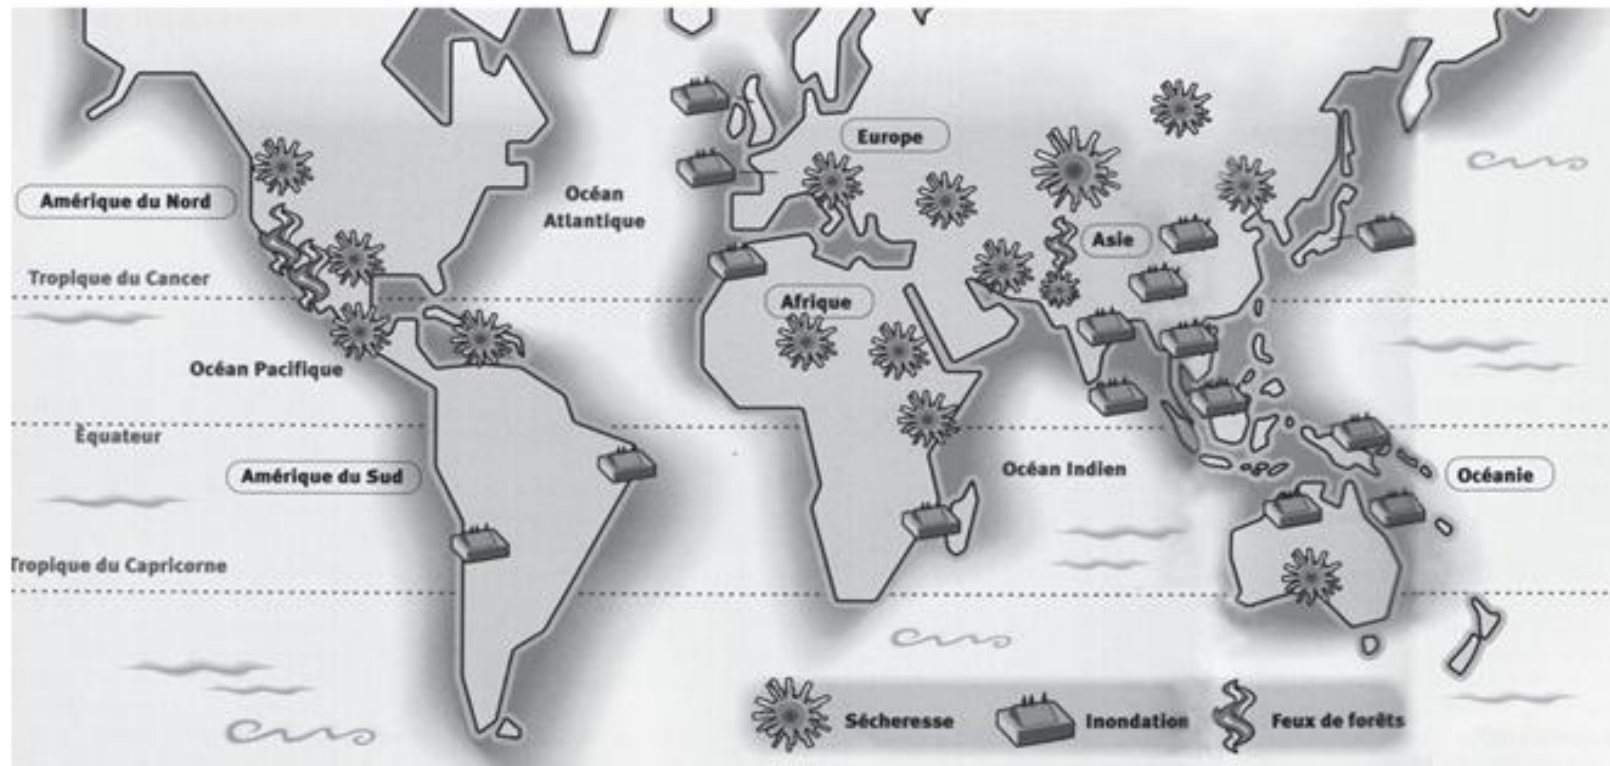 Europe
Amérique du Nord
Océan
Atlantique
Asie
Tropique du Cancer
Afrique
Océan Pacifique
Équateur
Amérique du Sud
Océan Indien
Océanie
Tropique du Capricorne
Sécheresse
Inondation
Feux de forêts